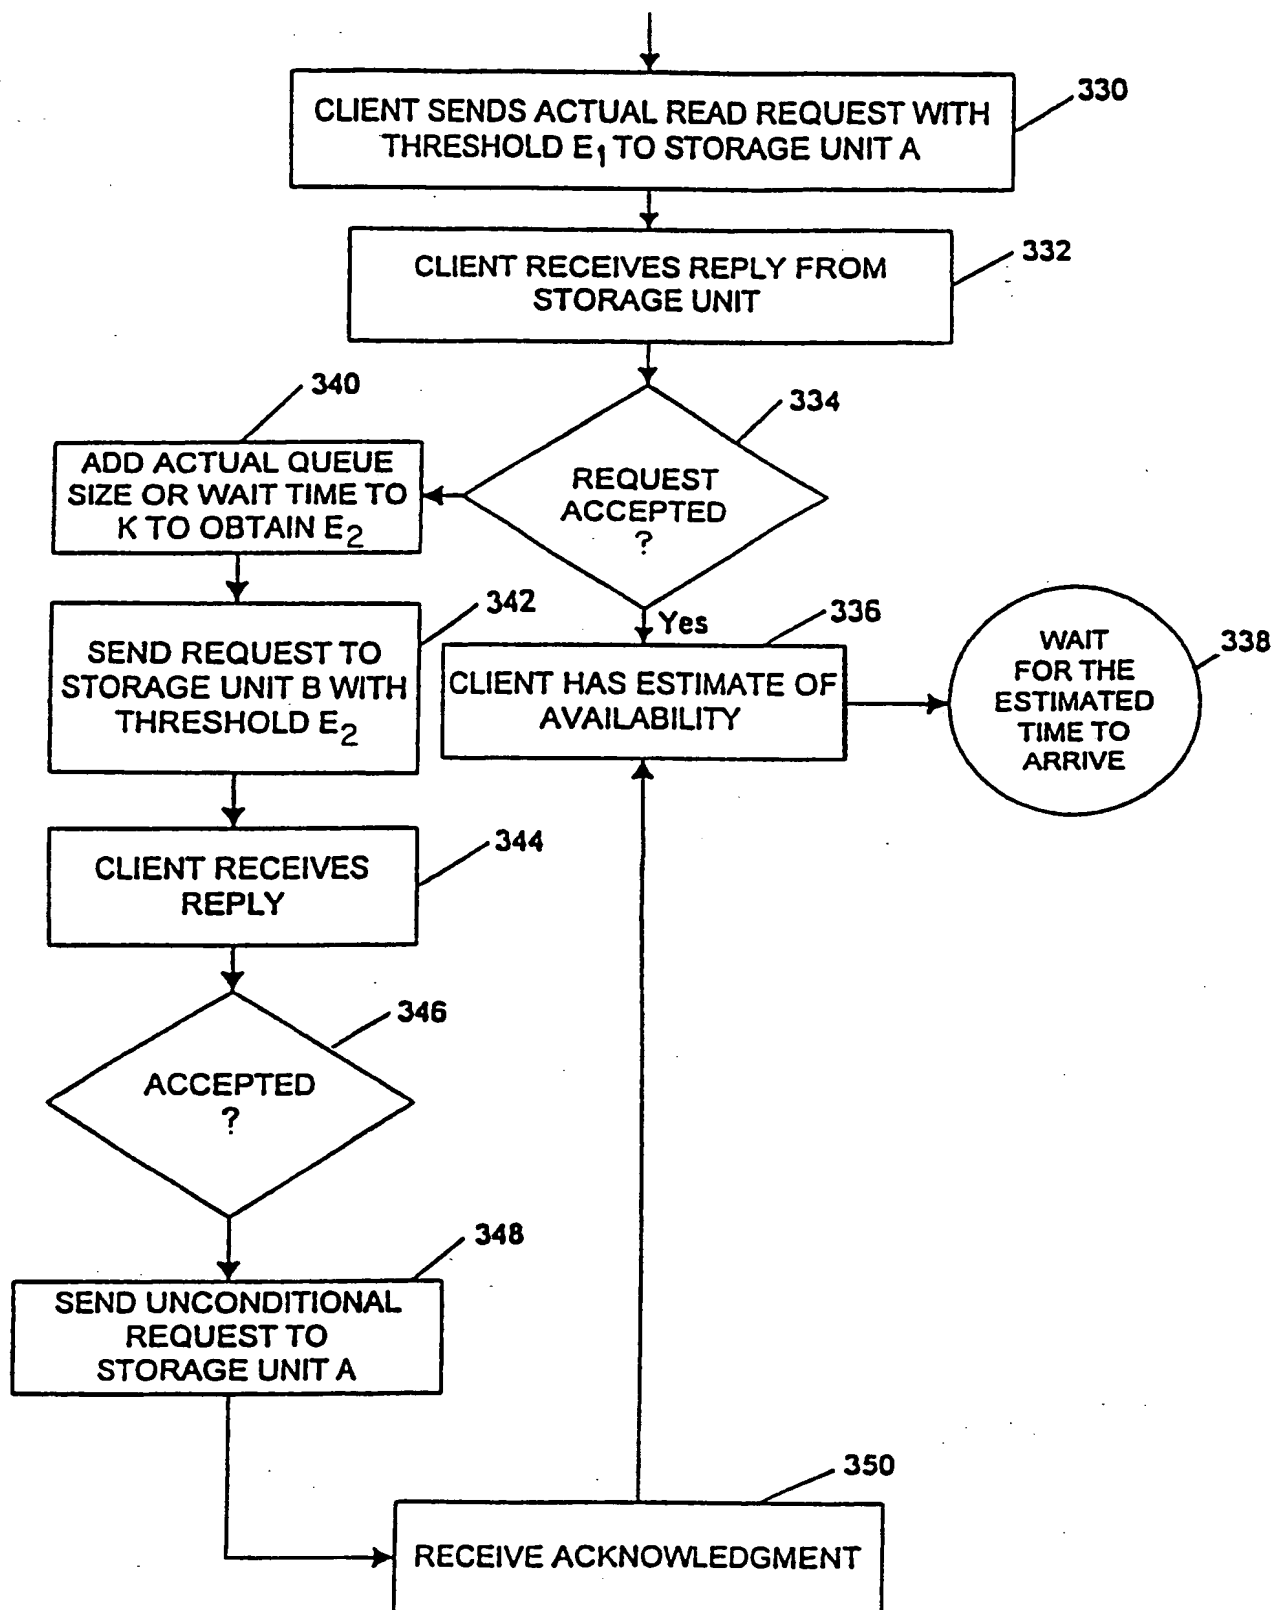 330
CLIENT SENDS ACTUAL READ REQUEST WITH
THRESHOLD E1 TO STORAGE UNIT A
332
CLIENT RECEIVES REPLY FROM
STORAGE UNIT
334
REQUEST
ACCEPTED
?
340
ADD ACTUAL QUEUE
SIZE OR WAIT TIME TO
K TO OBTAIN E2
342
SEND REQUEST TO
STORAGE UNIT B WITH
THRESHOLD E2
Yes
336
CLIENT HAS ESTIMATE OF
AVAILABILITY
338
WAIT
FOR THE
ESTIMATED
TIME TO
ARRIVE
344
CLIENT RECEIVES
REPLY
346
ACCEPTED
?
348
SEND UNCONDITIONAL
REQUEST TO
STORAGE UNIT A
350
RECEIVE ACKNOWLEDGMENT